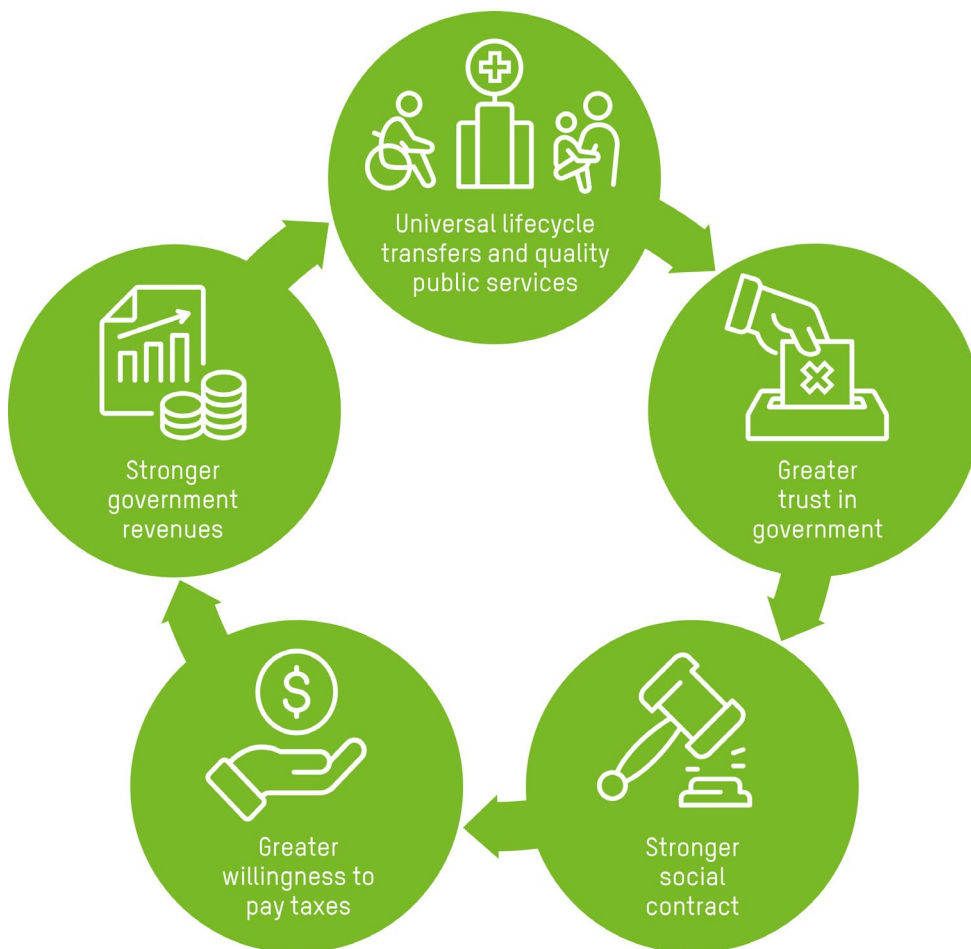 Universal lifecycle
transfers and quality
public services
Greater
trust in
government
Stronger
social
contract
Greater
willingness to
pay taxes
Stronger
government
revenues
$